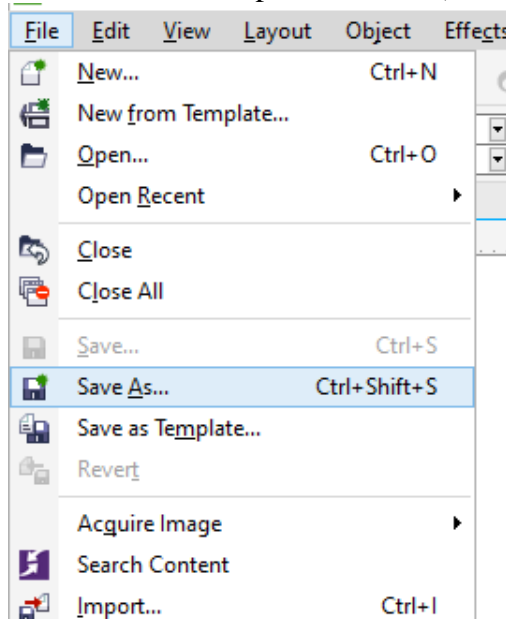 File Edit View Layout Object Effects
New... Ctrl+N
New from Template...
Open... Ctrl+O
Open Recent
Close
Close All
Save... Ctrl+S
Save As... Ctrl+Shift+S
Save as Template...
Revert
Acquire Image
Search Content
Import... Ctrl+I